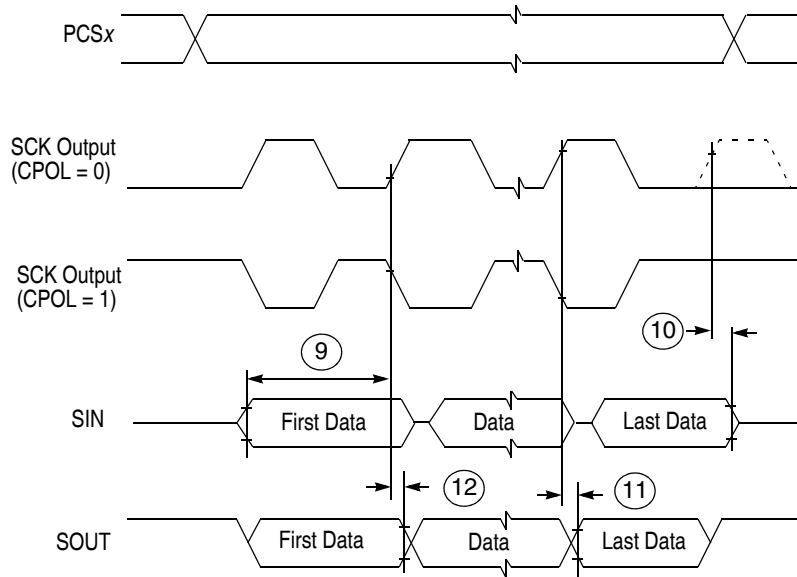 PCSx
SCK Output
(CPOL = 0)
SCK Output
(CPOL = 1)
10
9
SIN
First Data
Data
Last Data
12
11
SOUT
First Data
Data
Last Data